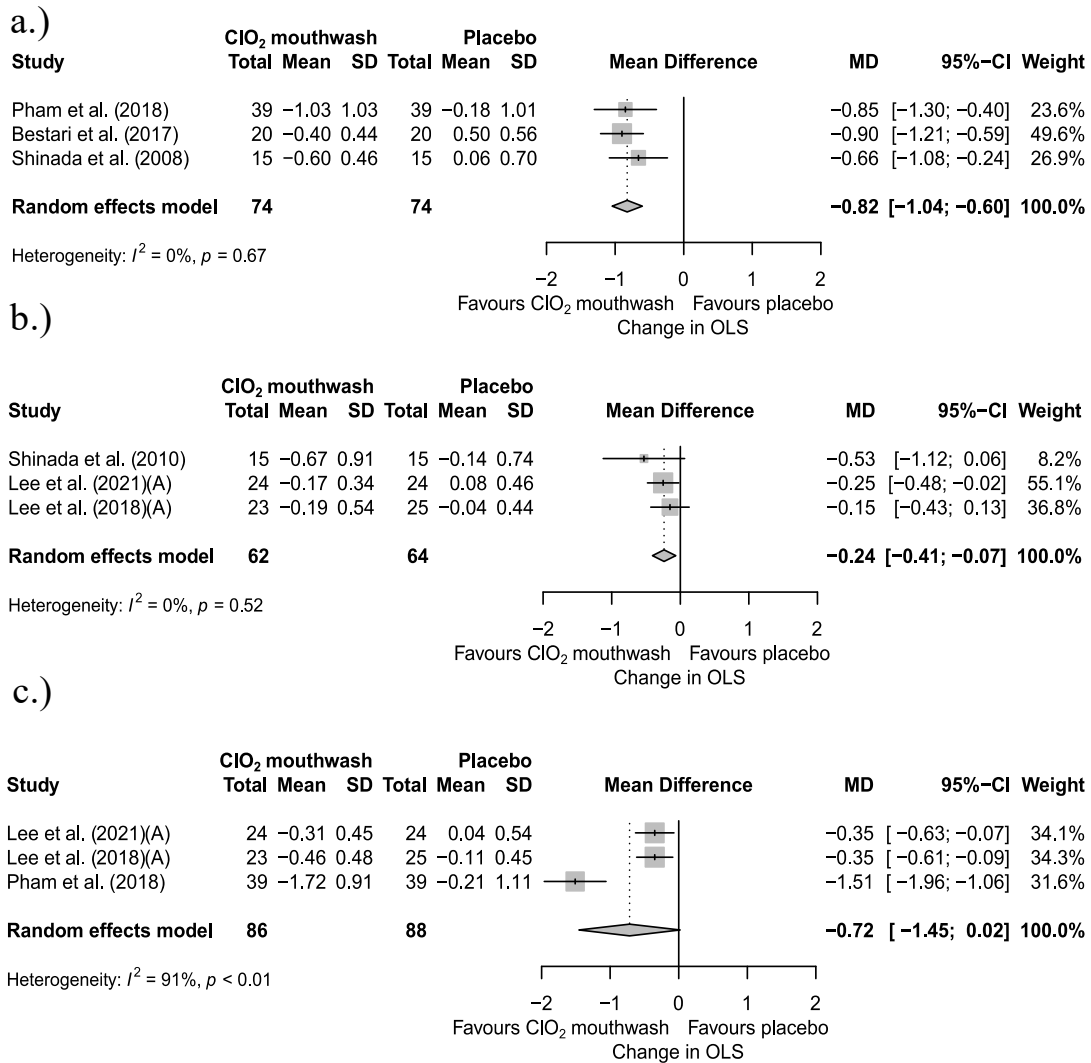 a.)
ClO₂ mouthwash Placebo
Study Total Mean SD Total Mean SD Mean Difference MD 95%−CI Weight
Pham et al. (2018) 39 −1.03 1.03 39 −0.18 1.01 −0.85 [−1.30; −0.40] 23.6%
Bestari et al. (2017) 20 −0.40 0.44 20 0.50 0.56 −0.90 [−1.21; −0.59] 49.6%
Shinada et al. (2008) 15 −0.60 0.46 15 0.06 0.70 −0.66 [−1.08; −0.24] 26.9%
Random effects model 74 74 −0.82 [−1.04; −0.60] 100.0%
Heterogeneity: I² = 0%, p = 0.67
−2 −1 0 1 2
Favours ClO₂ mouthwash Favours placebo
Change in OLS
b.)
ClO₂ mouthwash Placebo
Study Total Mean SD Total Mean SD Mean Difference MD 95%−CI Weight
Shinada et al. (2010) 15 −0.67 0.91 15 −0.14 0.74 −0.53 [−1.12; 0.06] 8.2%
Lee et al. (2021)(A) 24 −0.17 0.34 24 0.08 0.46 −0.25 [−0.48; −0.02] 55.1%
Lee et al. (2018)(A) 23 −0.19 0.54 25 −0.04 0.44 −0.15 [−0.43; 0.13] 36.8%
Random effects model 62 64 −0.24 [−0.41; −0.07] 100.0%
Heterogeneity: I² = 0%, p = 0.52
−2 −1 0 1 2
Favours ClO₂ mouthwash Favours placebo
Change in OLS
c.)
ClO₂ mouthwash Placebo
Study Total Mean SD Total Mean SD Mean Difference MD 95%−CI Weight
Lee et al. (2021)(A) 24 −0.31 0.45 24 0.04 0.54 −0.35 [ −0.63; −0.07] 34.1%
Lee et al. (2018)(A) 23 −0.46 0.48 25 −0.11 0.45 −0.35 [ −0.61; −0.09] 34.3%
Pham et al. (2018) 39 −1.72 0.91 39 −0.21 1.11 −1.51 [ −1.96; −1.06] 31.6%
Random effects model 86 88 −0.72 [ −1.45; 0.02] 100.0%
Heterogeneity: I² = 91%, p < 0.01
−2 −1 0 1 2
Favours ClO₂ mouthwash Favours placebo
Change in OLS